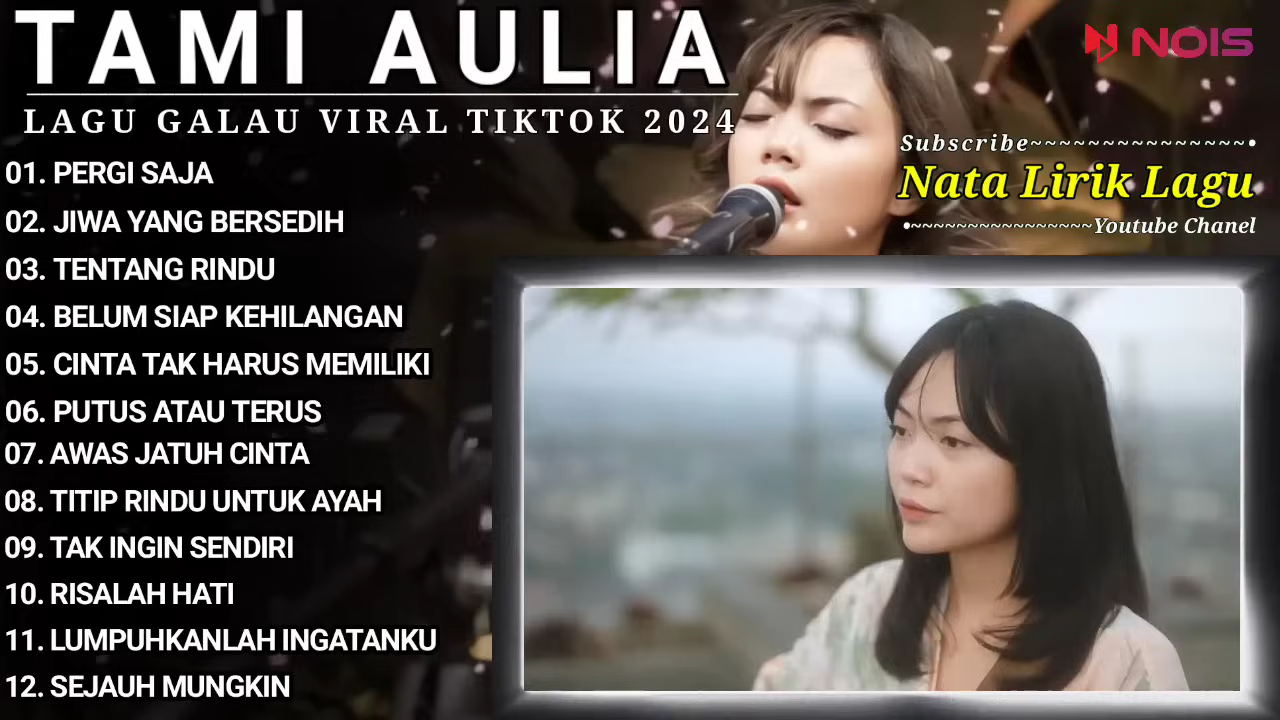 TAMI AULIA
LAGU GALAU VIRAL TIKTOK 2024
NOIS
Subscribe~~~~~~~~~~~~~~~•
Nata Lirik Lagu
•~~~~~~~~~~~~~~~~Youtube Chanel
01. PERGI SAJA
02. JIWA YANG BERSEDIH
03. TENTANG RINDU
04. BELUM SIAP KEHILANGAN
05. CINTA TAK HARUS MEMILIKI
06. PUTUS ATAU TERUS
07. AWAS JATUH CINTA
08. TITIP RINDU UNTUK AYAH
09. TAK INGIN SENDIRI
10. RISALAH HATI
11. LUMPUHKANLAH INGATANKU
12. SEJAUH MUNGKIN